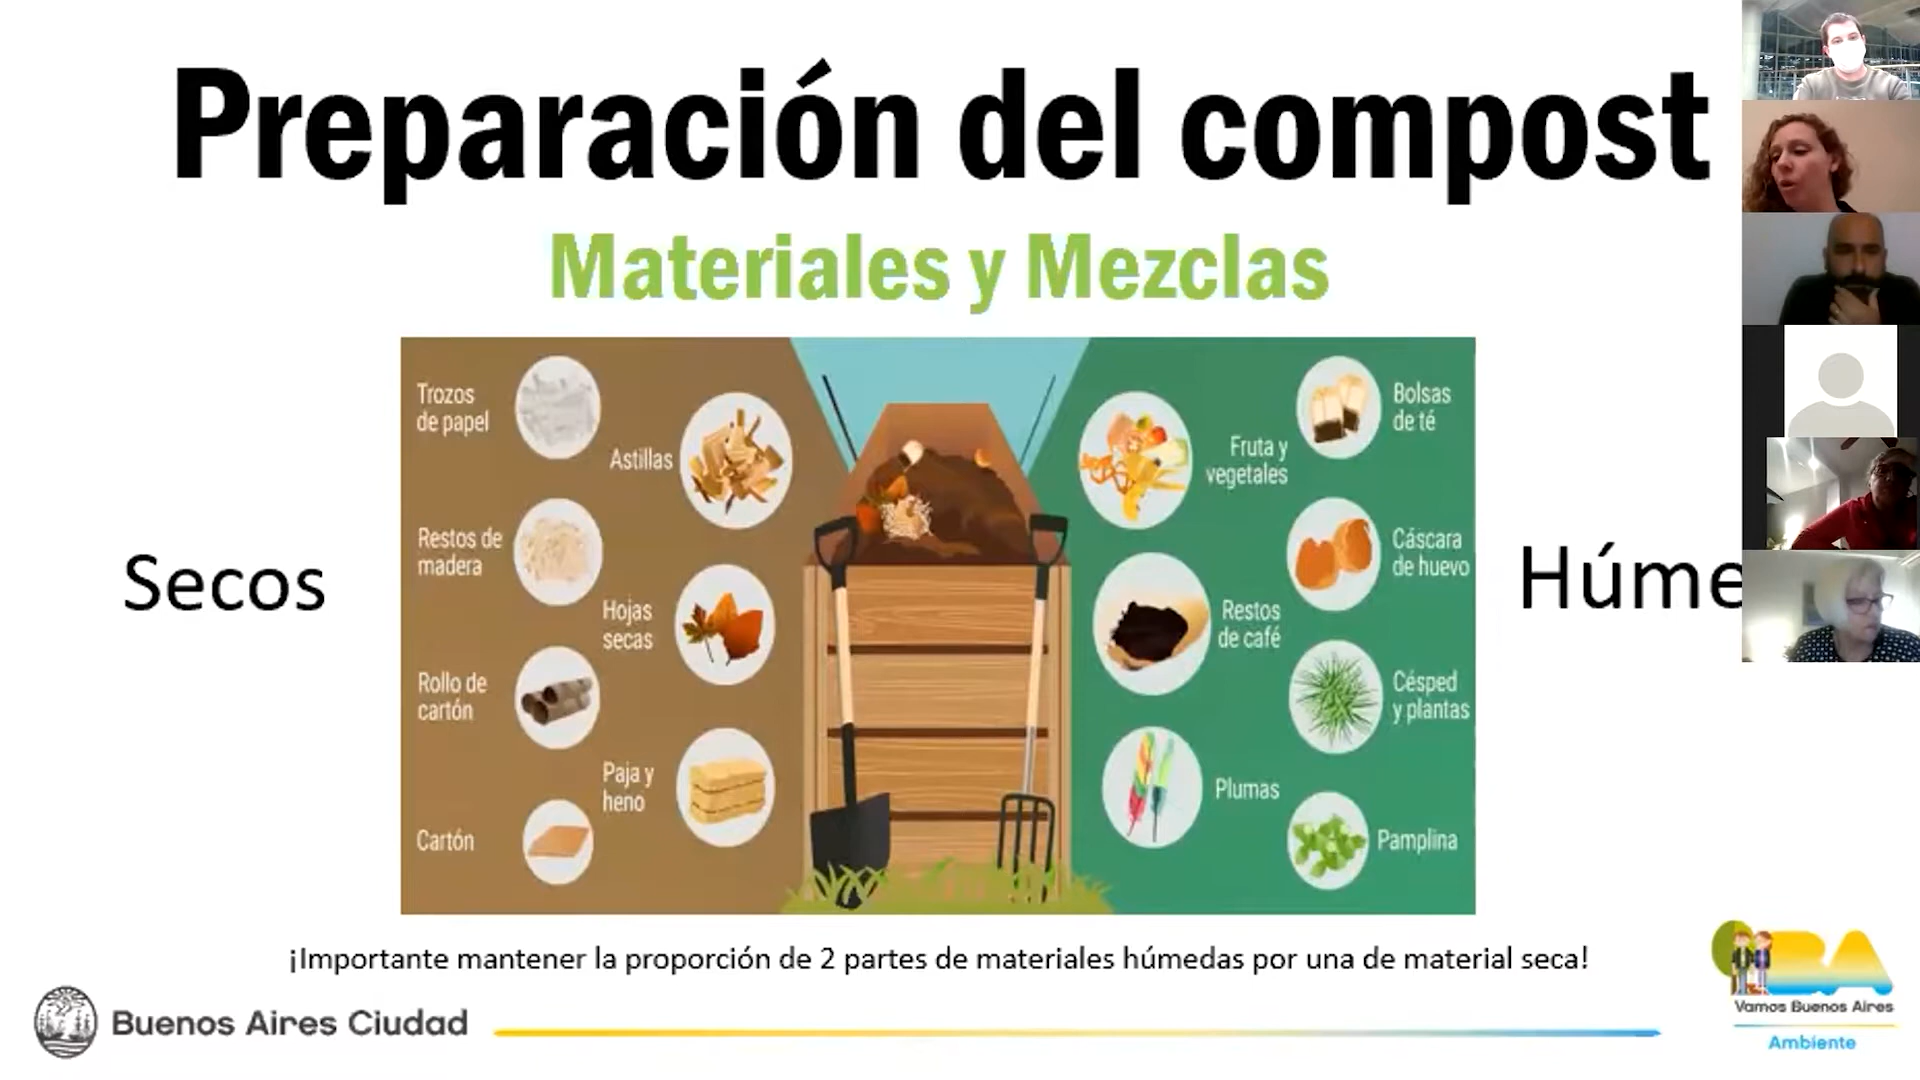 Preparación del compost
Materiales y Mezclas
Secos
Trozos
de papel
Astillas
Restos de
madera
Hojas
secas
Rollo de
cartón
Paja y
heno
Cartón
Bolsas
de té
Fruta y
vegetales
Cáscara
de huevo
Restos
de café
Césped
y plantas
Plumas
Pamplina
Húme
¡Importante mantener la proporción de 2 partes de materiales húmedas por una de material seca!
Buenos Aires Ciudad
BA
Vamos Buenos Aires
Ambiente